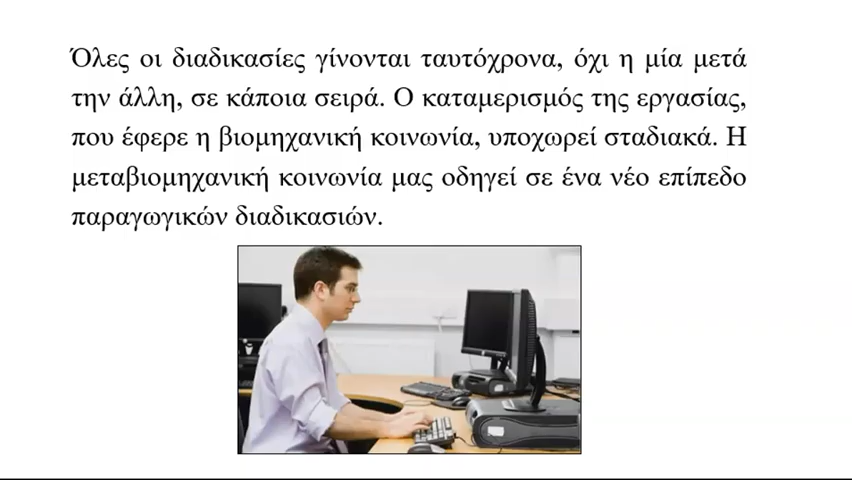 Όλες οι διαδικασίες γίνονται ταυτόχρονα, όχι η μία μετά
την άλλη, σε κάποια σειρά. Ο καταμερισμός της εργασίας,
που έφερε η βιομηχανική κοινωνία, υποχωρεί σταδιακά. Η
μεταβιομηχανική κοινωνία μας οδηγεί σε ένα νέο επίπεδο
παραγωγικών διαδικασιών.